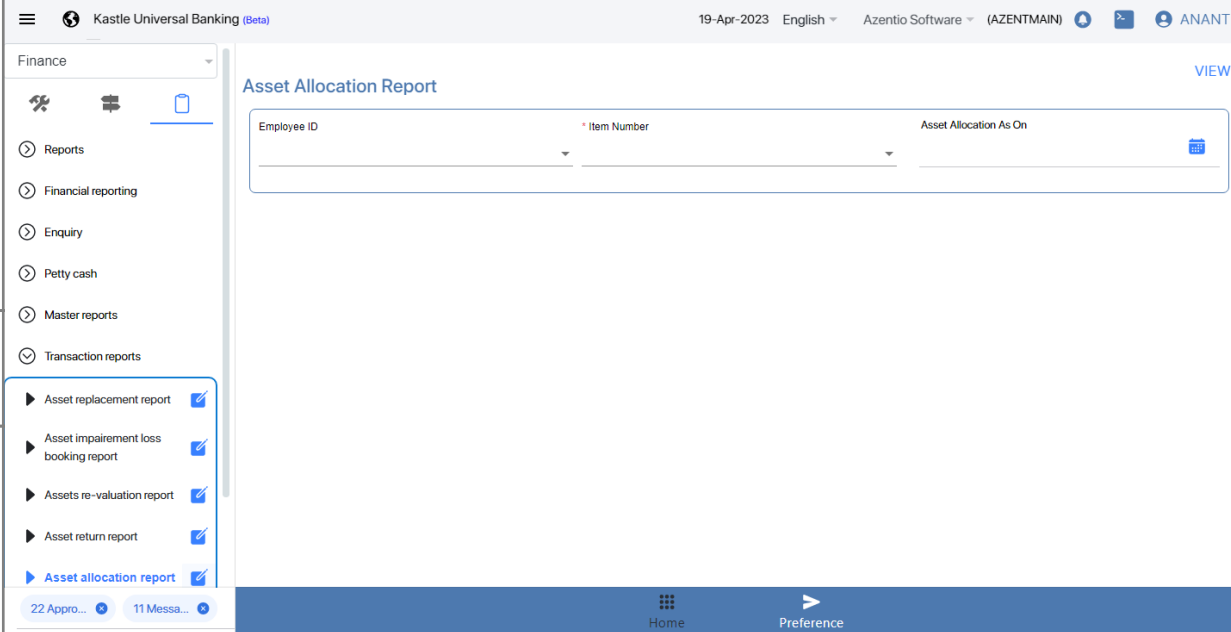 Kastle Universal Banking (Beta)
19-Apr-2023 English Azentio Software (AZENTMAIN) ANANT
Finance
VIEW
Asset Allocation Report
Employee ID
* Item Number
Asset Allocation As On
Reports
Financial reporting
Enquiry
Petty cash
Master reports
Transaction reports
Asset replacement report
Asset impairement loss
booking report
Assets re-valuation report
Asset return report
Asset allocation report
22 Appro...
11 Messa...
Home
Preference